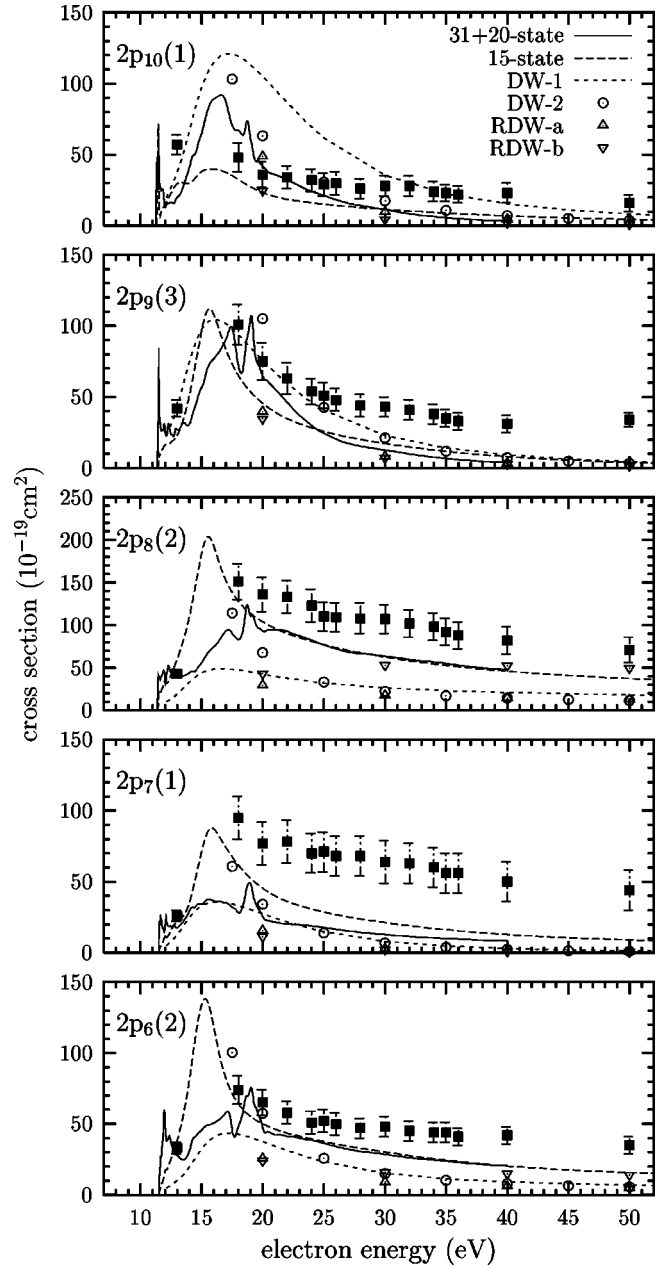 150
100
50
0
2p₁₀(1)
31+20-state
15-state
DW-1
DW-2
RDW-a
RDW-b
150
100
50
0
2p₉(3)
250
200
150
100
50
0
2p₈(2)
150
100
50
0
2p₇(1)
150
100
50
0
2p₆(2)
10 15 20 25 30 35 40 45 50
electron energy (eV)
cross section (10⁻¹⁹cm²)